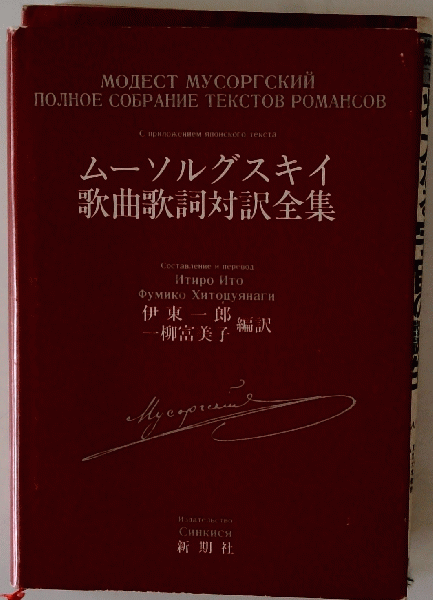 МОДЕСТ МУСОРГСКИЙ
ПОЛНОЕ СОБРАНИЕ ТЕКСТОВ РОМАНСОВ
С приложением японского текста
ムーソルグスキイ
歌曲歌詞対訳全集
Составление и перевод
Итиро Ито
Фумико Хитоцуянаги
伊東一郎
一柳富美子 編訳
Мусоргский
Издательство
Синкися
新期社